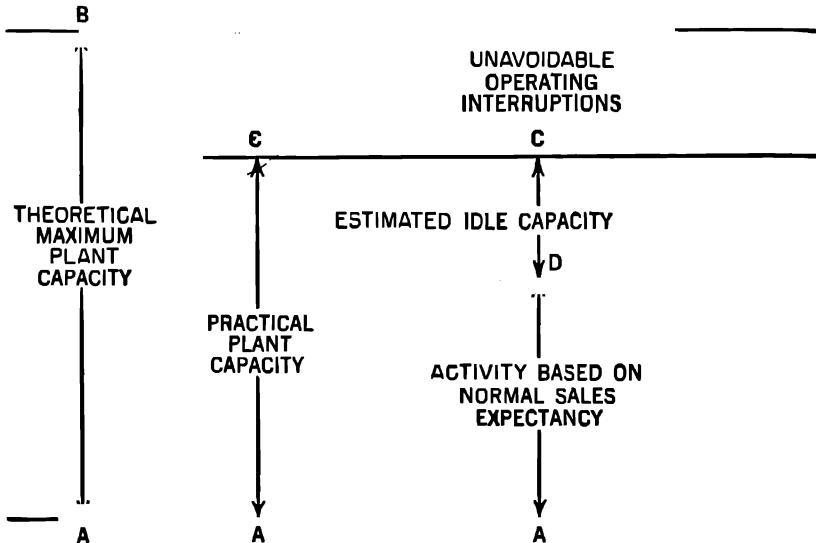 B
UNAVOIDABLE
OPERATING
INTERRUPTIONS
C
C
THEORETICAL
MAXIMUM
PLANT
CAPACITY
ESTIMATED IDLE CAPACITY
D
PRACTICAL
PLANT
CAPACITY
ACTIVITY BASED ON
NORMAL SALES
EXPECTANCY
A
A
A